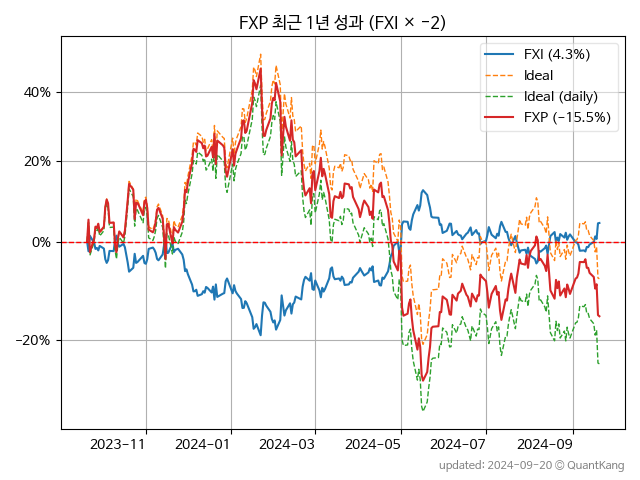 FXP 최근 1년 성과 (FXI × −2)
FXI (4.3%)
Ideal
Ideal (daily)
FXP (−15.5%)
40%
20%
0%
−20%
2023-11
2024-01
2024-03
2024-05
2024-07
2024-09
updated: 2024-09-20 © QuantKang